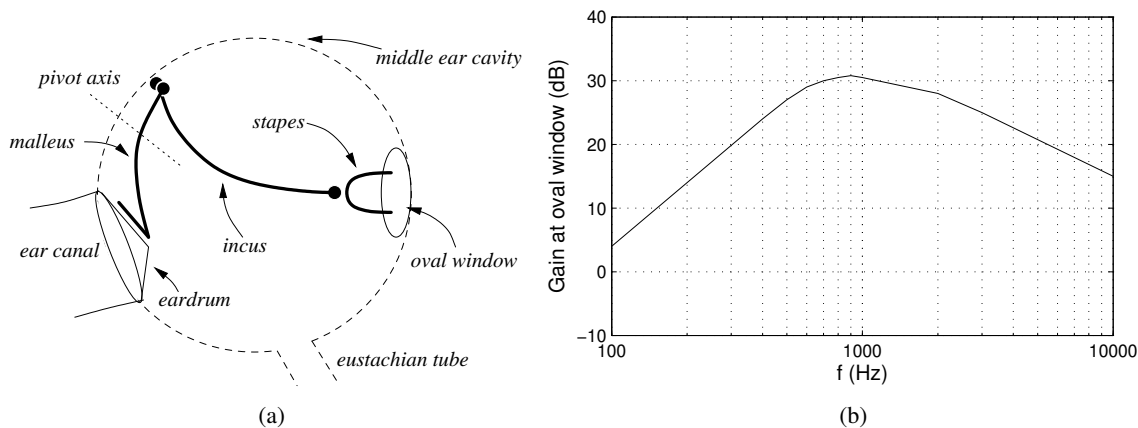 middle ear cavity
pivot axis
malleus
stapes
incus
ear canal
oval window
eardrum
eustachian tube
(a)
40
30
20
10
0
−10
Gain at oval window (dB)
100
1000
10000
f (Hz)
(b)